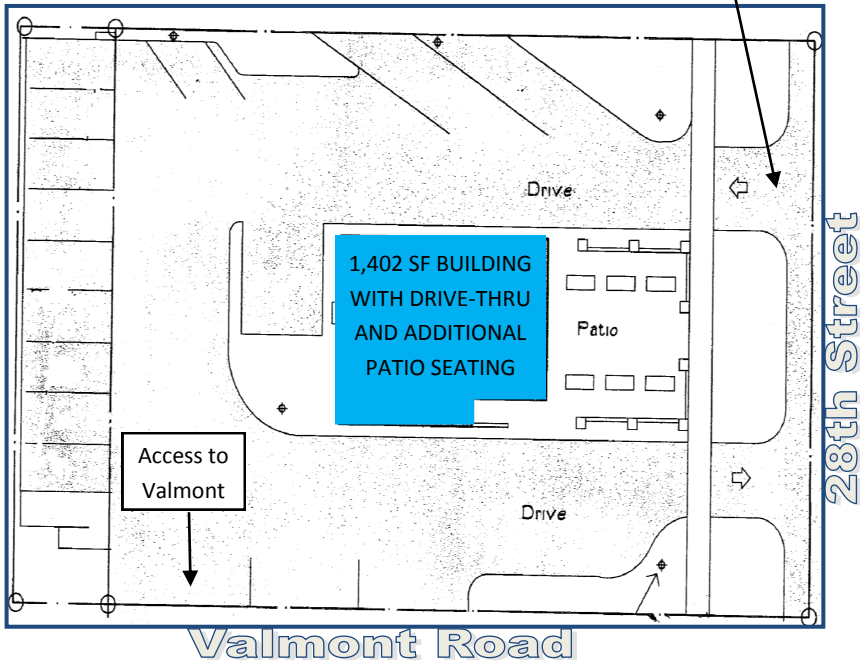 Drive
1,402 SF BUILDING
WITH DRIVE-THRU
AND ADDITIONAL
PATIO SEATING
Patio
28th Street
Access to
Valmont
Drive
Valmont Road